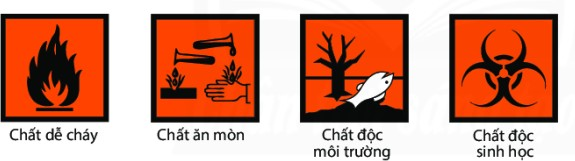 Chất dễ cháy
Chất ăn mòn
Chất độc
môi trường
Chất độc
sinh học